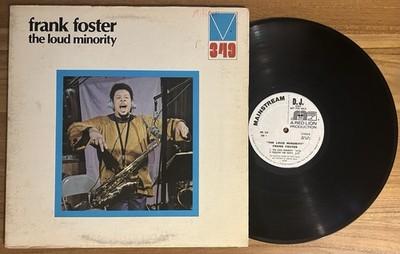 frank foster
the loud minority
M
349
MAINSTREAM
D.J.
A RED LION
PRODUCTION
"THE LOUD MINORITY"
FRANK FOSTER